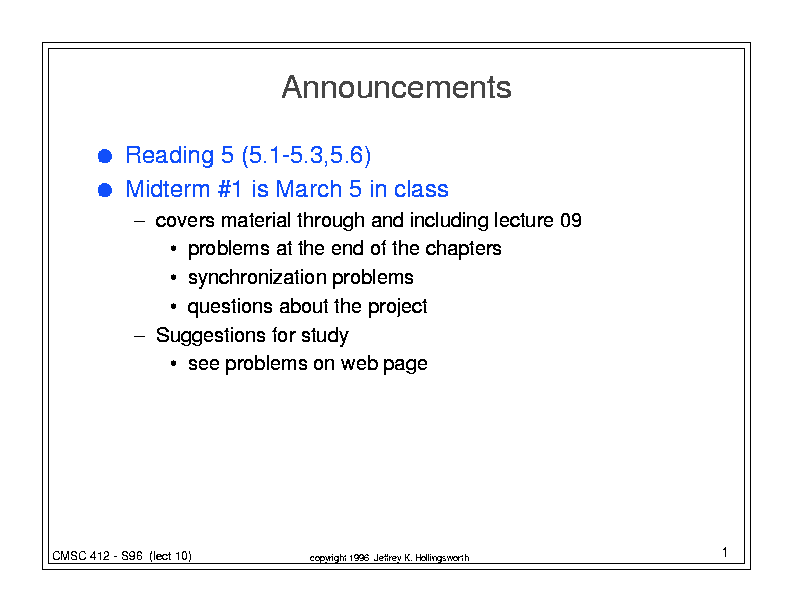 Announcements
● Reading 5 (5.1-5.3,5.6)
● Midterm #1 is March 5 in class
– covers material through and including lecture 09
• problems at the end of the chapters
• synchronization problems
• questions about the project
– Suggestions for study
• see problems on web page
CMSC 412 - S96 (lect 10)
copyright 1996 Jeffrey K. Hollingsworth
1